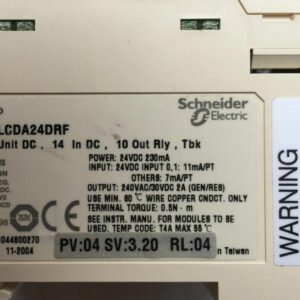 Schneider
Electric
LCDA24DRF
Unit DC, 14 In DC, 10 Out Rly, Tbk
POWER: 24VDC 230mA
INPUT: 24VDC INPUT 0,1: 11mA/PT
OTHERS: 7mA/PT
OUTPUT: 240VAC/30VDC 2A (GEN/RES)
USE MIN. 60°C WIRE COPPER CNDCT. ONLY
TERMINAL TORQUE: 0.5N-m
SEE INSTR. MANU. FOR MODULES TO BE
USED. TEMP CODE: T4A MAX 55°C
2044800270
11-2004
PV:04 SV:3.20 RL:04
in Taiwan
WARNING